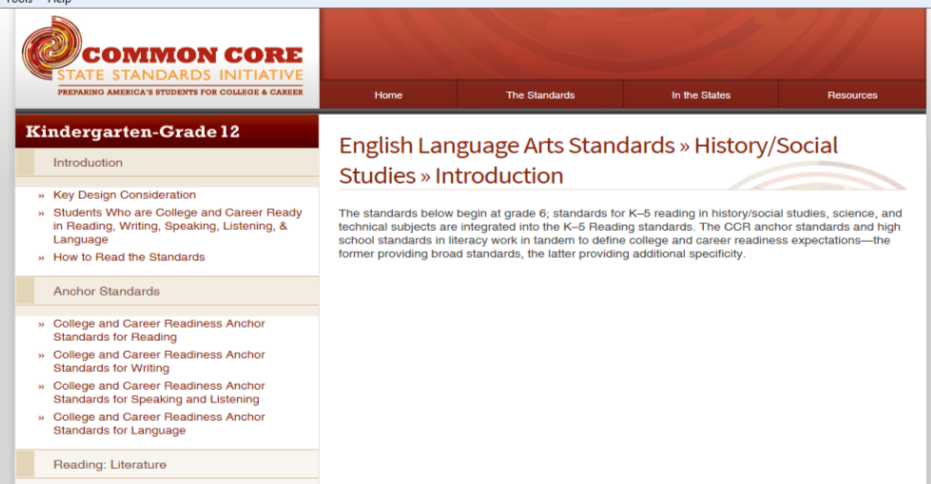 Tools Help
COMMON CORE
STATE STANDARDS INITIATIVE
PREPARING AMERICA'S STUDENTS FOR COLLEGE & CAREER
Home The Standards In the States Resources
Kindergarten-Grade 12
Introduction
» Key Design Consideration
» Students Who are College and Career Ready
in Reading, Writing, Speaking, Listening, &
Language
» How to Read the Standards
Anchor Standards
» College and Career Readiness Anchor
Standards for Reading
» College and Career Readiness Anchor
Standards for Writing
» College and Career Readiness Anchor
Standards for Speaking and Listening
» College and Career Readiness Anchor
Standards for Language
Reading: Literature
English Language Arts Standards » History/Social
Studies » Introduction
The standards below begin at grade 6; standards for K–5 reading in history/social studies, science, and
technical subjects are integrated into the K–5 Reading standards. The CCR anchor standards and high
school standards in literacy work in tandem to define college and career readiness expectations—the
former providing broad standards, the latter providing additional specificity.